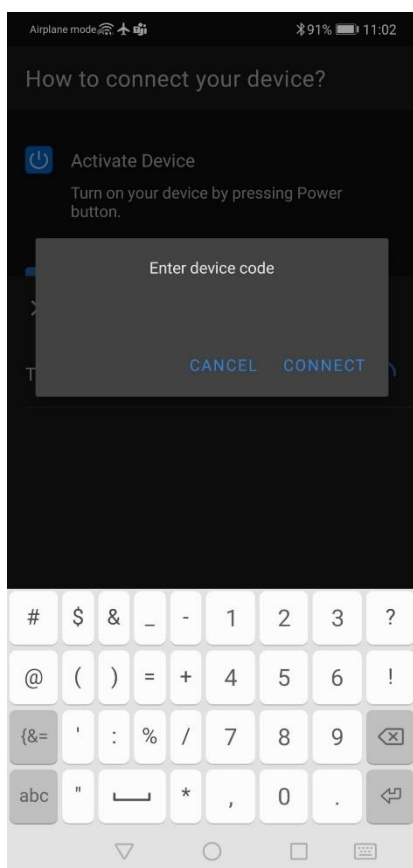 Airplane mode 91% 11:02
How to connect your device?
Activate Device
Turn on your device by pressing Power
button.
Enter device code
T
CANCEL CONNECT
# $ & _ - 1 2 3 ?
@ ( ) = + 4 5 6 !
{&= ' : % / 7 8 9
abc " * , 0 .